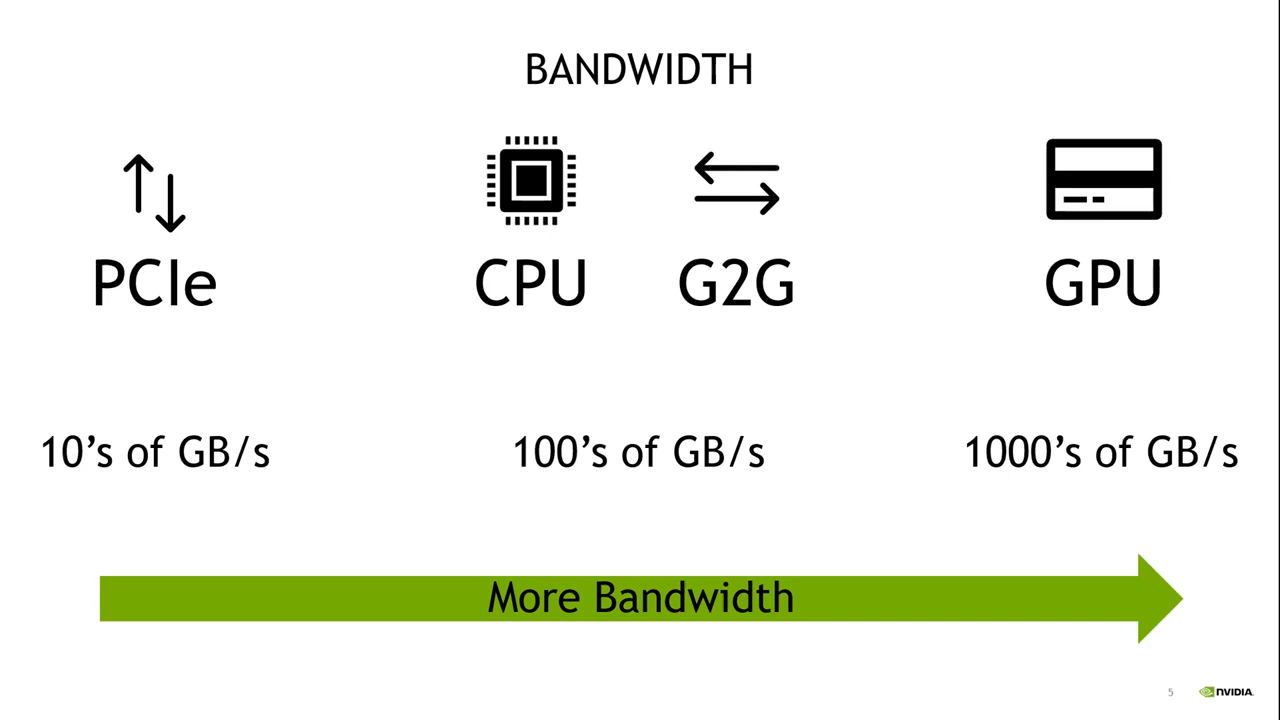 BANDWIDTH
PCIe
CPU
G2G
GPU
10’s of GB/s
100’s of GB/s
1000’s of GB/s
More Bandwidth
5
NVIDIA.